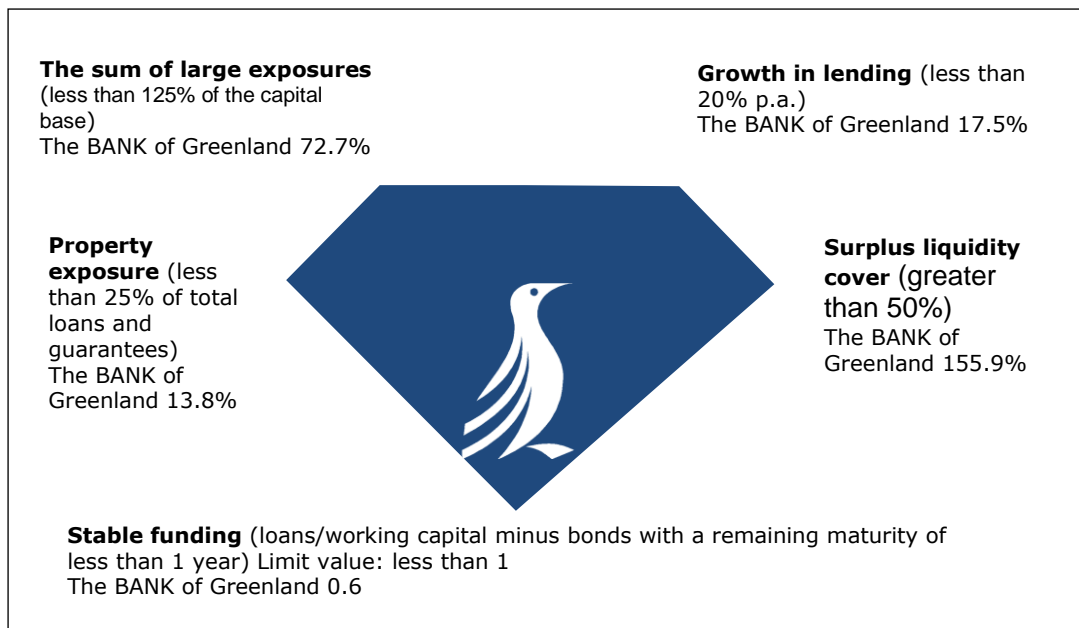 The sum of large exposures
(less than 125% of the capital
base)
The BANK of Greenland 72.7%
Growth in lending (less than
20% p.a.)
The BANK of Greenland 17.5%
Property
exposure (less
than 25% of total
loans and
guarantees)
The BANK of
Greenland 13.8%
Surplus liquidity
cover (greater
than 50%)
The BANK of
Greenland 155.9%
Stable funding (loans/working capital minus bonds with a remaining maturity of
less than 1 year) Limit value: less than 1
The BANK of Greenland 0.6